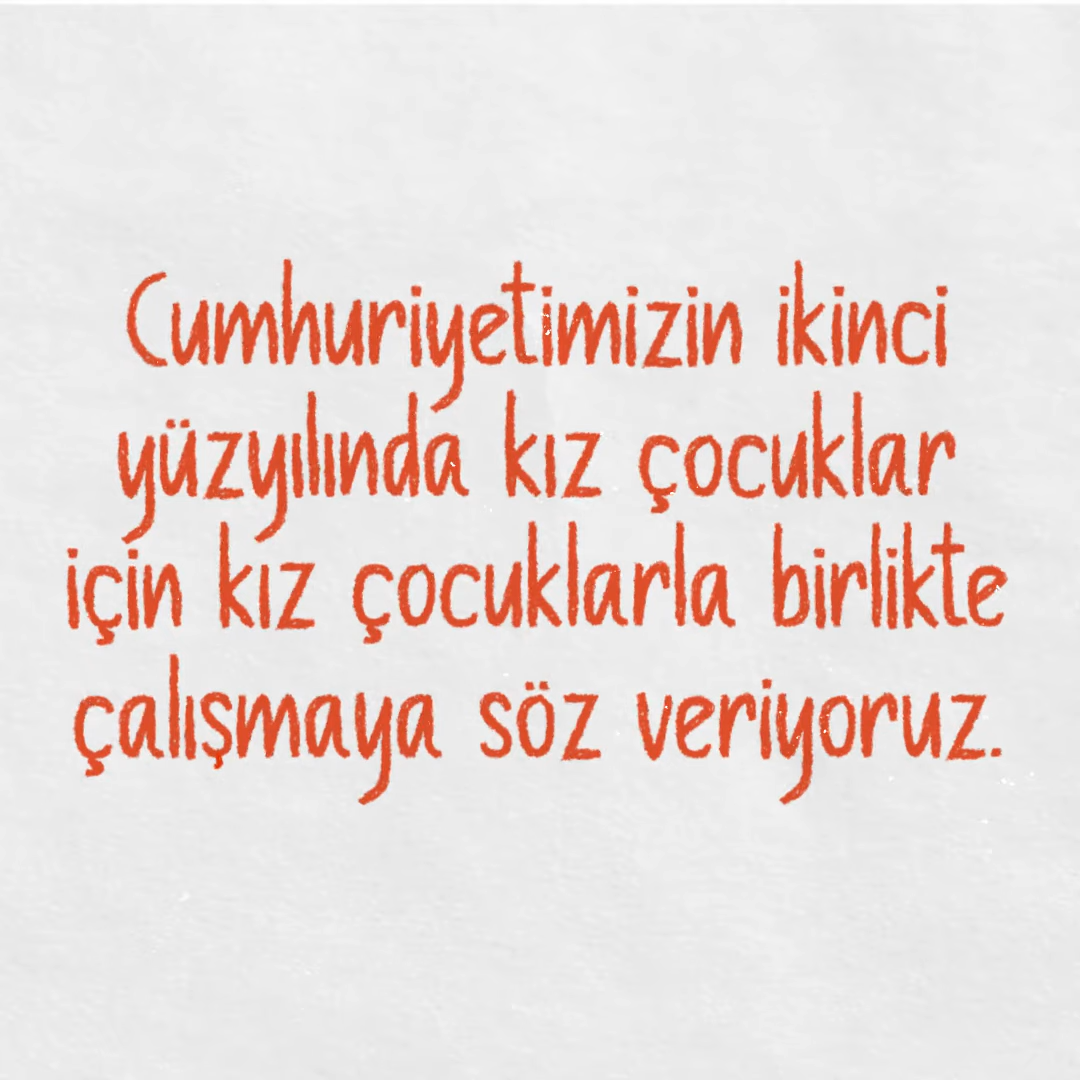 Cumhuriyetimizin ikinci
yüzyılında kız çocuklar
için kız çocuklarla birlikte
çalışmaya söz veriyoruz.